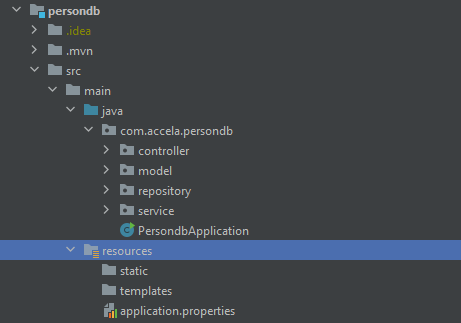 persondb
.idea
.mvn
src
main
java
com.accela.persondb
controller
model
repository
service
PersondbApplication
resources
static
templates
application.properties